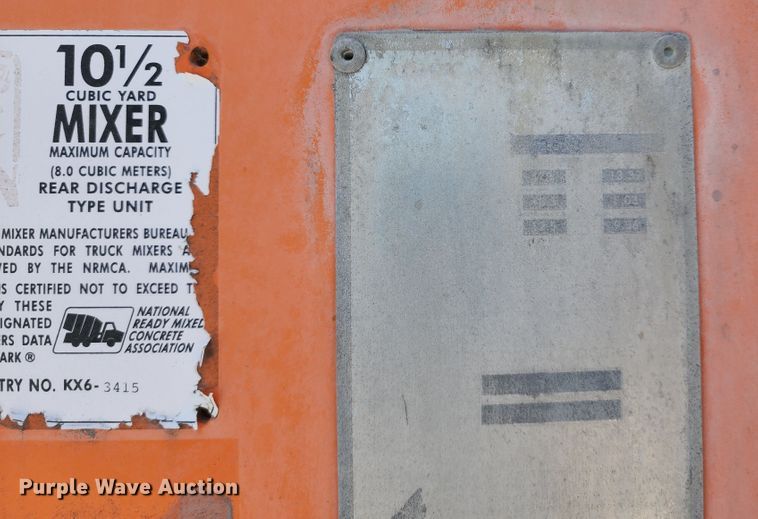 10½
CUBIC YARD
MIXER
MAXIMUM CAPACITY
(8.0 CUBIC METERS)
REAR DISCHARGE
TYPE UNIT
MIXER MANUFACTURERS BUREAU
NDARDS FOR TRUCK MIXERS A
VED BY THE NRMCA. MAXIM
S CERTIFIED NOT TO EXCEED T
Y THESE
IGNATED
ERS DATA
ARK ®
NATIONAL
READY MIXED
CONCRETE
ASSOCIATION
TRY NO. KX6-3415
Purple Wave Auction